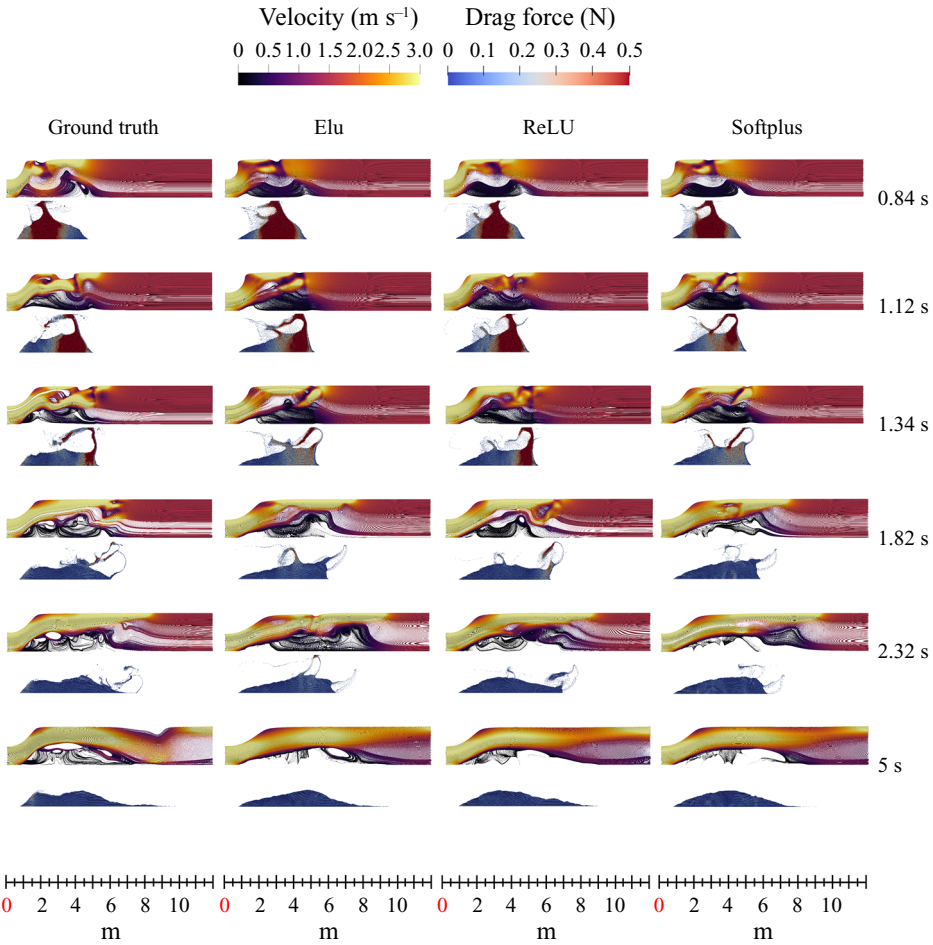 Velocity (m s⁻¹) Drag force (N)
0 0.5 1.0 1.5 2.0 2.5 3.0 0 0.1 0.2 0.3 0.4 0.5
Ground truth Elu ReLU Softplus
0.84 s
1.12 s
1.34 s
1.82 s
2.32 s
5 s
0 2 4 6 8 10 0 2 4 6 8 10 0 2 4 6 8 10 0 2 4 6 8 10
m m m m